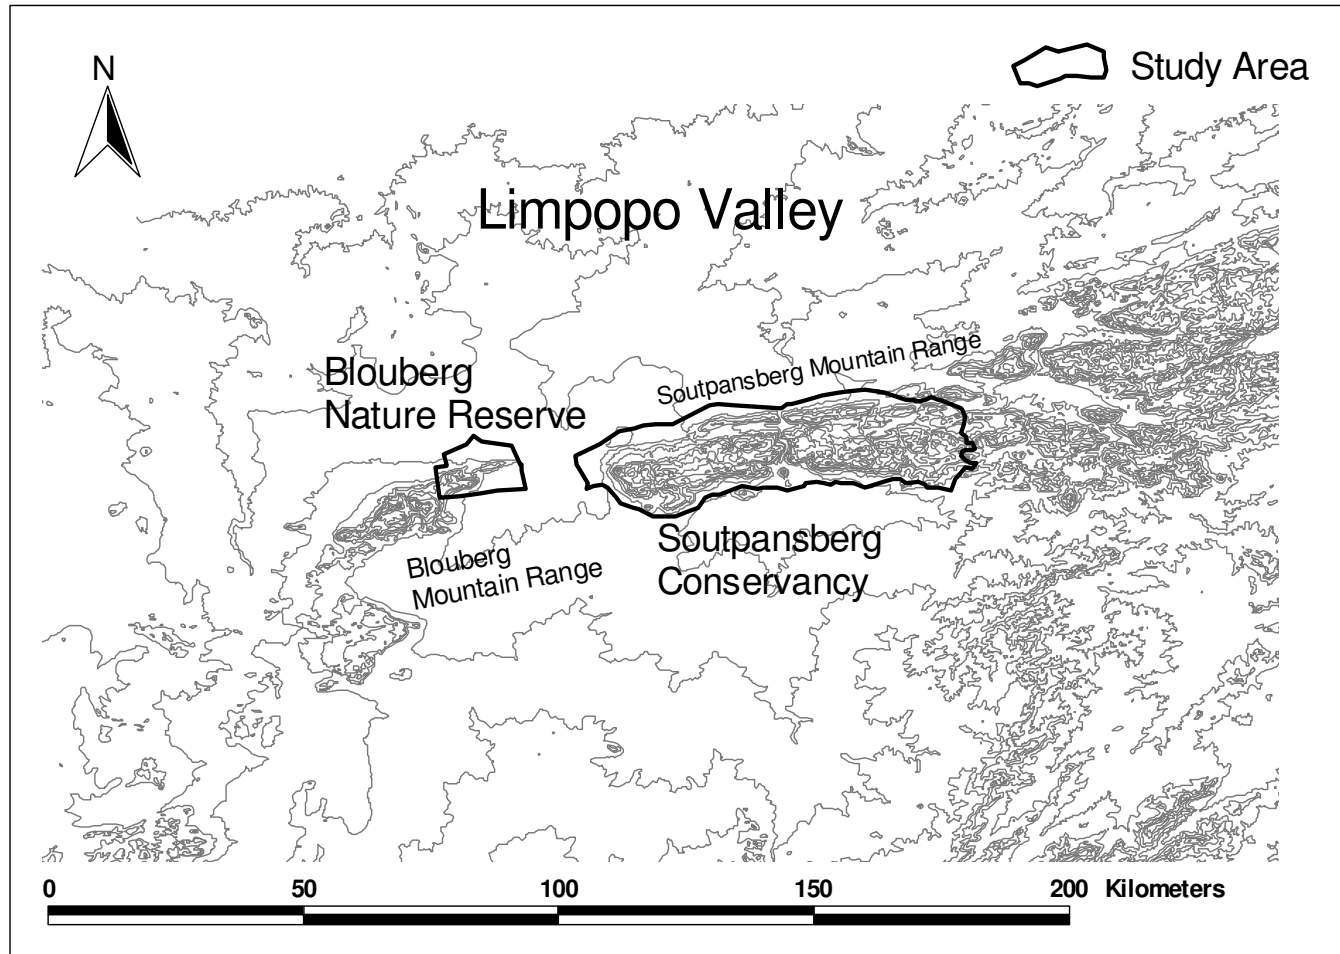 N
Study Area
Limpopo Valley
Soutpansberg Mountain Range
Blouberg
Nature Reserve
Soutpansberg
Conservancy
Blouberg
Mountain Range
0 50 100 150 200 Kilometers